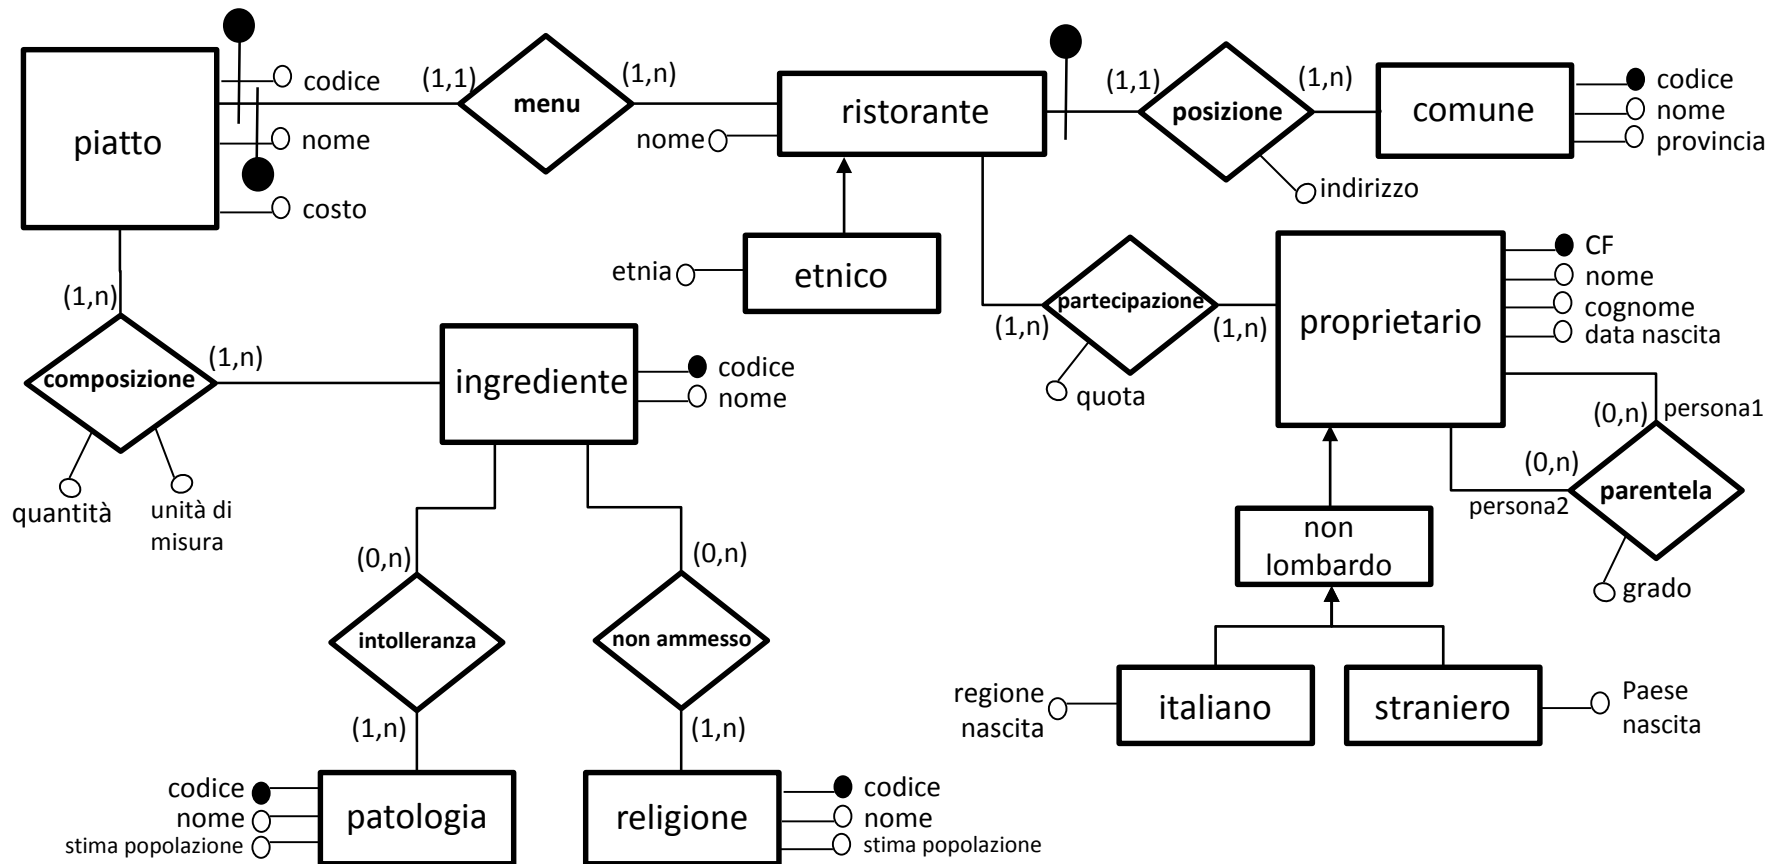 codice
nome
costo
piatto
(1,1)
menu
(1,n)
nome
ristorante
(1,1)
posizione
(1,n)
indirizzo
comune
codice
nome
provincia
etnia
etnico
(1,n)
partecipazione
(1,n)
quota
proprietario
CF
nome
cognome
data nascita
(1,n)
composizione
(1,n)
quantità
unità di
misura
ingrediente
codice
nome
(0,n)
persona1
(0,n)
persona2
parentela
grado
non
lombardo
(0,n)
intolleranza
(1,n)
(0,n)
non ammesso
(1,n)
regione
nascita
italiano
straniero
Paese
nascita
codice
nome
stima popolazione
patologia
religione
codice
nome
stima popolazione